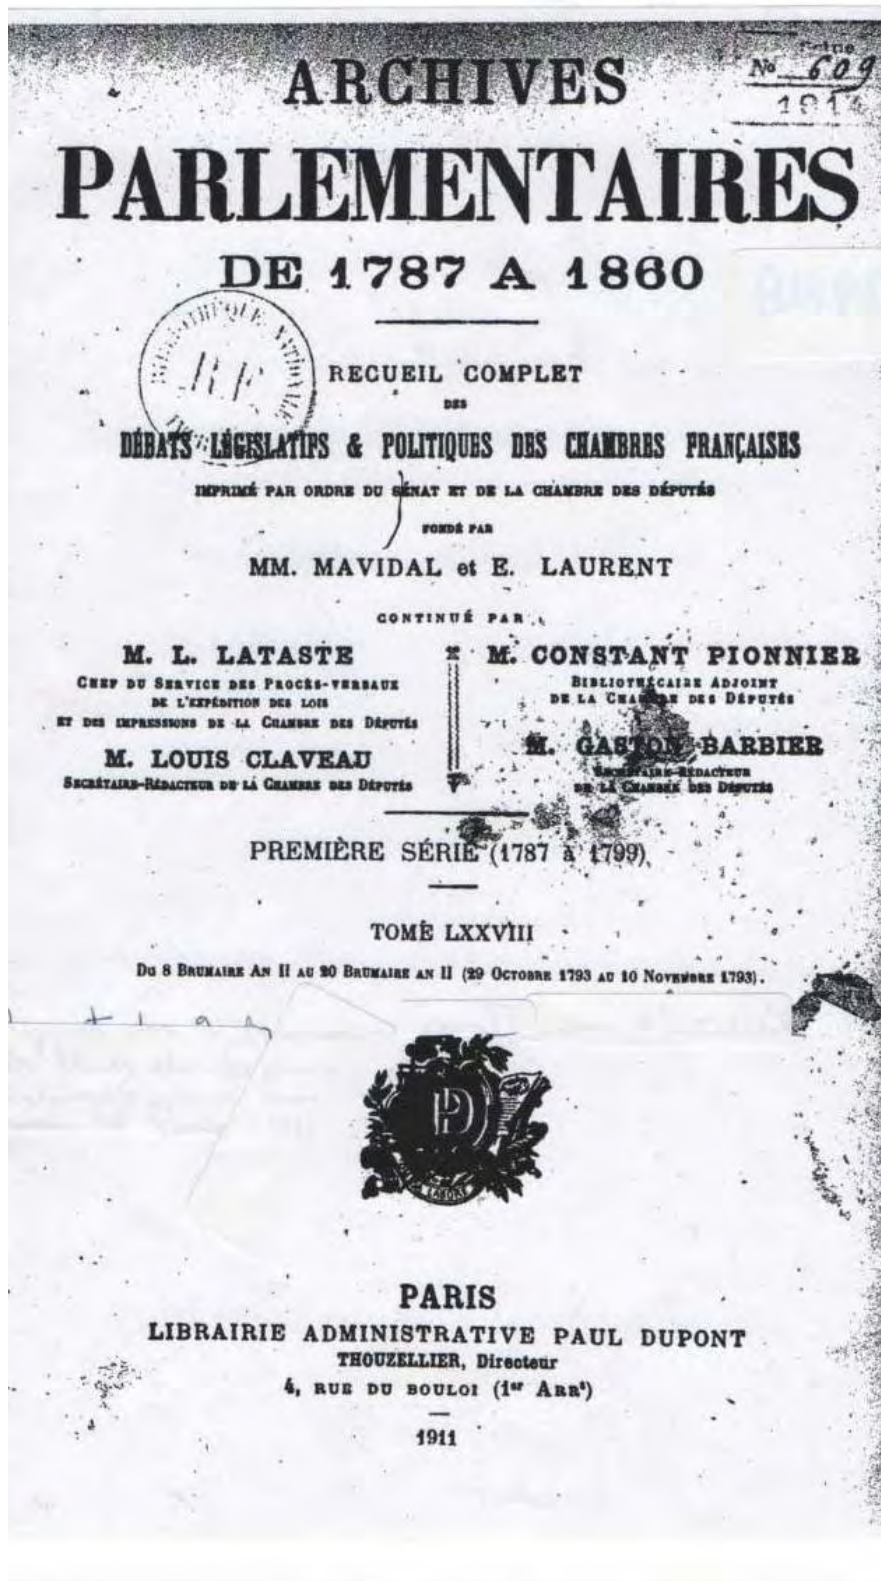 Seine
No 609
1914
ARCHIVES
PARLEMENTAIRES
DE 1787 A 1860
BIBLIOTHÈQUE NATIONALE
R.F.
RECUEIL COMPLET
DES
DÉBATS LÉGISLATIFS & POLITIQUES DES CHAMBRES FRANÇAISES
IMPRIMÉ PAR ORDRE DU SÉNAT ET DE LA CHAMBRE DES DÉPUTÉS
FONDÉ PAR
MM. MAVIDAL et E. LAURENT
CONTINUÉ PAR
M. L. LATASTE
CHEF DU SERVICE DES PROCÈS-VERBAUX
DE L'EXPÉDITION DES LOIS
ET DES IMPRESSIONS DE LA CHAMBRE DES DÉPUTÉS
M. LOUIS CLAVEAU
SECRÉTAIRE-RÉDACTEUR DE LA CHAMBRE DES DÉPUTÉS
M. CONSTANT PIONNIER
BIBLIOTHÉCAIRE ADJOINT
DE LA CHAMBRE DES DÉPUTÉS
M. GASTON BARBIER
SECRÉTAIRE-RÉDACTEUR
DE LA CHAMBRE DES DÉPUTÉS
PREMIÈRE SÉRIE (1787 à 1799)
TOME LXXVIII
DU 8 BRUMAIRE AN II AU 20 BRUMAIRE AN II (29 OCTOBRE 1793 AU 10 NOVEMBRE 1793).
PD
LABORE
PARIS
LIBRAIRIE ADMINISTRATIVE PAUL DUPONT
THOUZELLIER, Directeur
4, RUE DU BOULOI (1er ARRt)
1911